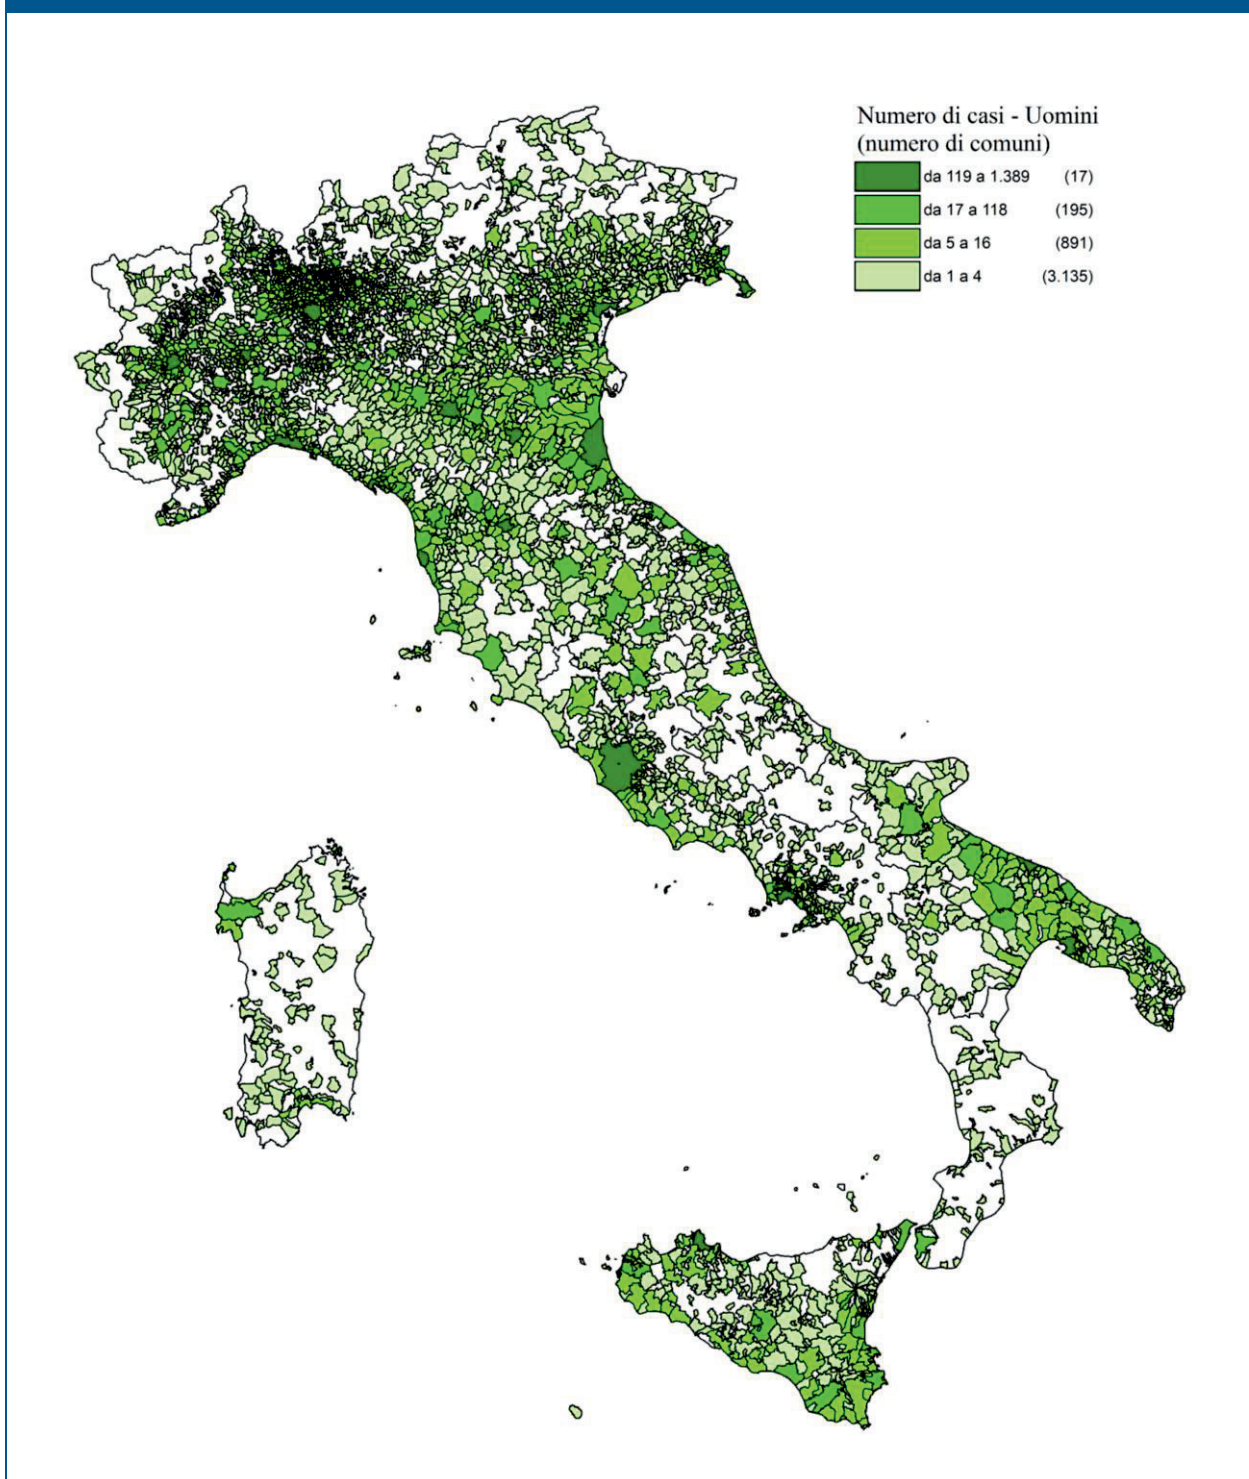 Numero di casi - Uomini
(numero di comuni)
da 119 a 1.389 (17)
da 17 a 118 (195)
da 5 a 16 (891)
da 1 a 4 (3.135)